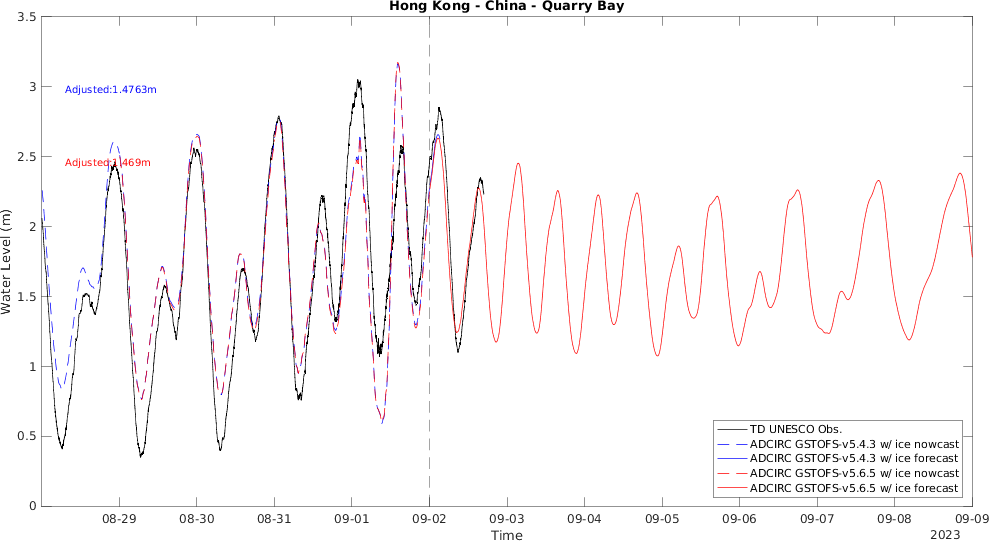 Hong Kong - China - Quarry Bay
3.5
3
2.5
2
1.5
1
0.5
0
Water Level (m)
Adjusted:1.4763m
Adjusted:1.469m
TD UNESCO Obs.
ADCIRC GSTOFS-v5.4.3 w/ ice nowcast
ADCIRC GSTOFS-v5.4.3 w/ ice forecast
ADCIRC GSTOFS-v5.6.5 w/ ice nowcast
ADCIRC GSTOFS-v5.6.5 w/ ice forecast
08-29 08-30 08-31 09-01 09-02 09-03 09-04 09-05 09-06 09-07 09-08 09-09
Time
2023